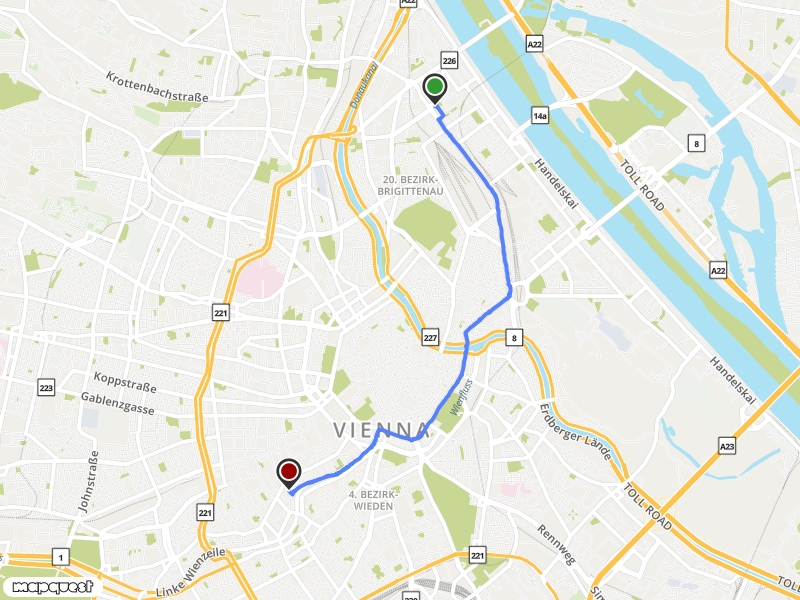 A22
226
A22
Krottenbachstraße
Donaukanal
14a
8
TOLL ROAD
Handelskai
20. BEZIRK-
BRIGITTENAU
A22
221
227
8
Koppstraße
223
Gablenzgasse
Handelskai
Wienfluss
VIENNA
Erdberger Lände
A23
Johnstraße
4. BEZIRK-
WIEDEN
221
TOLL ROAD
Rennweg
221
1
Linke Wienzeile
TOLL
mapquest